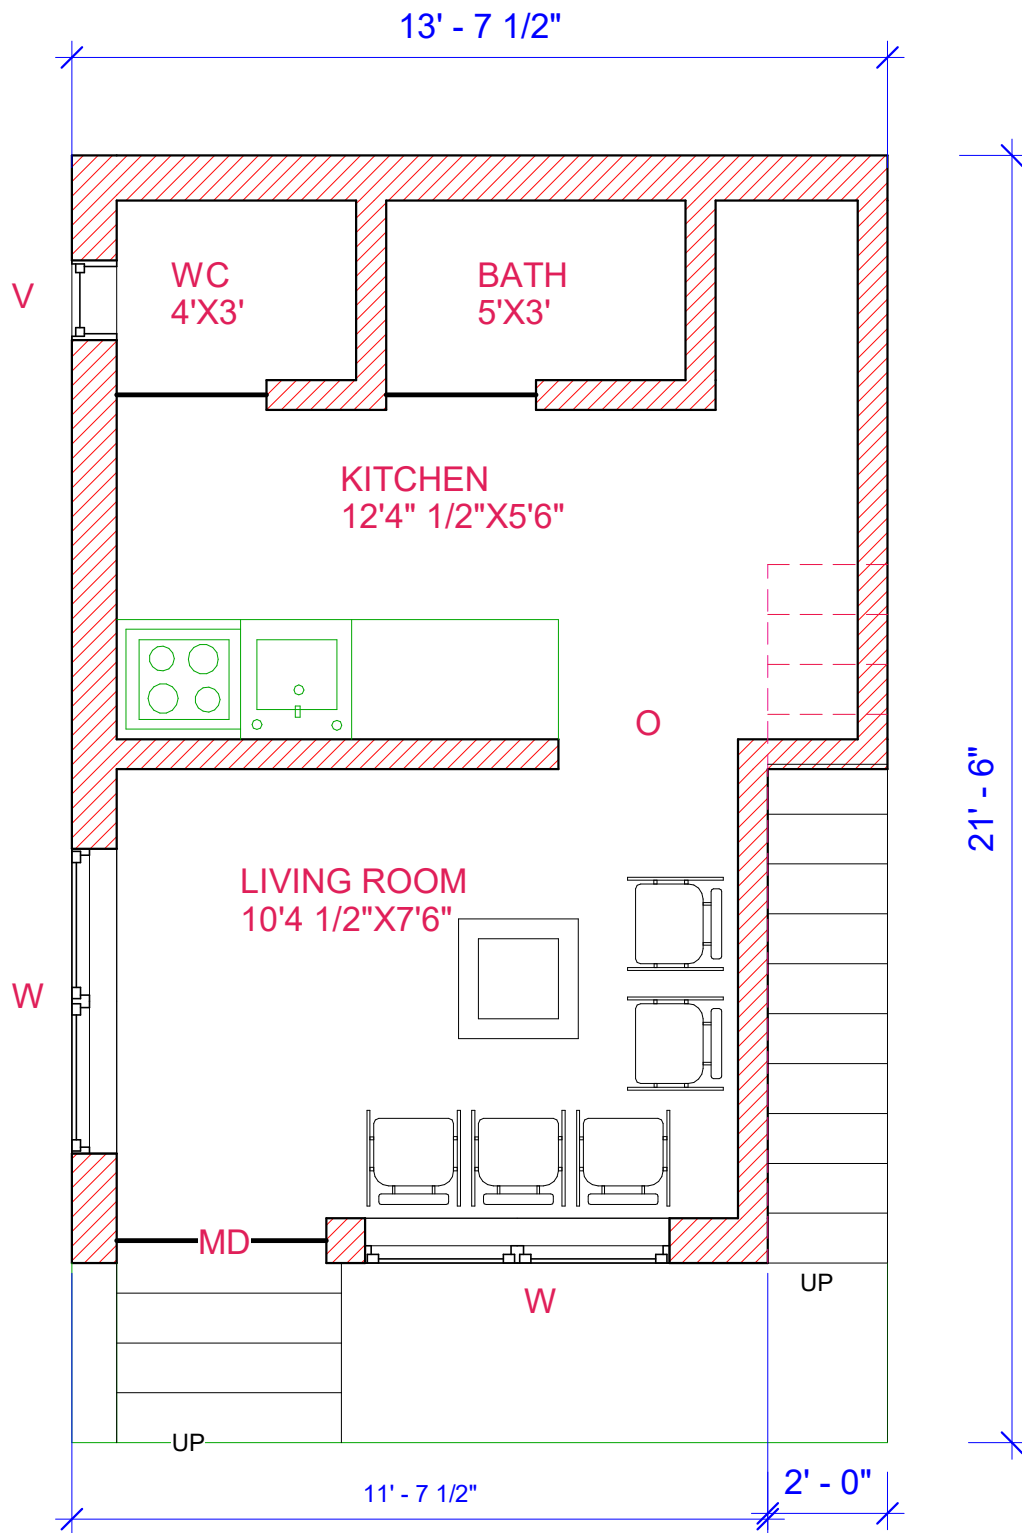 13' - 7 1/2"
WC
4'X3'
BATH
5'X3'
V
KITCHEN
12'4" 1/2"X5'6"
O
21' - 6"
LIVING ROOM
10'4 1/2"X7'6"
W
MD
W
UP
UP
11' - 7 1/2"
2' - 0"